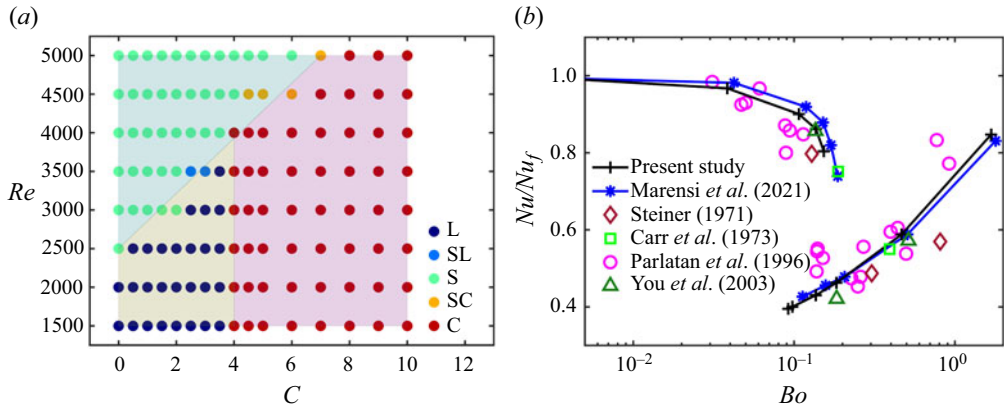 (a)
5000
4500
4000
3500
3000
2500
2000
1500
Re
0 2 4 6 8 10 12
C
L
SL
S
SC
C
(b)
1.0
0.8
0.6
0.4
Nu/Nu_f
10⁻² 10⁻¹ 10⁰
Bo
Present study
Marensi et al. (2021)
Steiner (1971)
Carr et al. (1973)
Parlatan et al. (1996)
You et al. (2003)